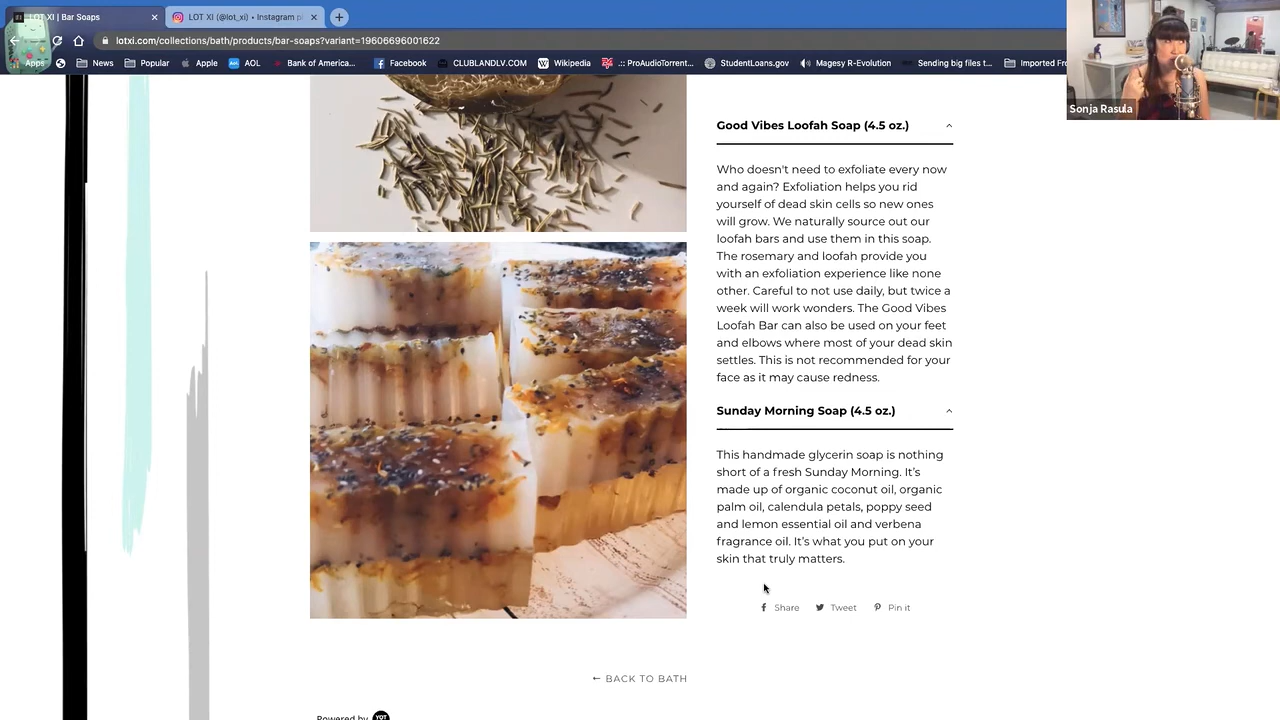 LOT XI | Bar Soaps
LOT XI (@lot_xi) • Instagram p
lotxi.com/collections/bath/products/bar-soaps?variant=19606696001622
Apps
News
Popular
Apple
Aol.
AOL
Bank of America...
Facebook
CLUBLANDLV.COM
W
Wikipedia
.:: ProAudioTorrent...
StudentLoans.gov
Magesy R-Evolution
Sending big files t...
Imported Fr
Sonja Rasula
Good Vibes Loofah Soap (4.5 oz.)
Who doesn't need to exfoliate every now
and again? Exfoliation helps you rid
yourself of dead skin cells so new ones
will grow. We naturally source out our
loofah bars and use them in this soap.
The rosemary and loofah provide you
with an exfoliation experience like none
other. Careful to not use daily, but twice a
week will work wonders. The Good Vibes
Loofah Bar can also be used on your feet
and elbows where most of your dead skin
settles. This is not recommended for your
face as it may cause redness.
Sunday Morning Soap (4.5 oz.)
This handmade glycerin soap is nothing
short of a fresh Sunday Morning. It's
made up of organic coconut oil, organic
palm oil, calendula petals, poppy seed
and lemon essential oil and verbena
fragrance oil. It's what you put on your
skin that truly matters.
Share
Tweet
Pin it
← BACK TO BATH
Powered by